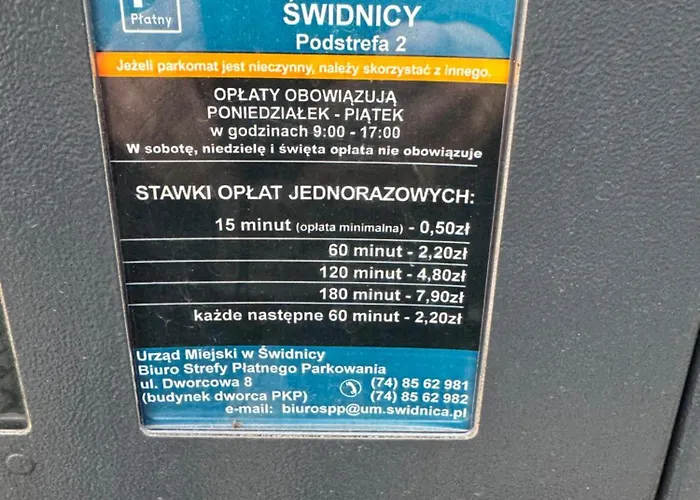 Płatny
ŚWIDNICY
Podstrefa 2
Jeżeli parkomat jest nieczynny, należy skorzystać z innego.
OPŁATY OBOWIĄZUJĄ
PONIEDZIAŁEK - PIĄTEK
w godzinach 9:00 - 17:00
W sobotę, niedzielę i święta opłata nie obowiązuje
STAWKI OPŁAT JEDNORAZOWYCH:
15 minut (opłata minimalna) - 0,50zł
60 minut - 2,20zł
120 minut - 4,80zł
180 minut - 7,90zł
każde następne 60 minut - 2,20zł
Urząd Miejski w Świdnicy
Biuro Strefy Płatnego Parkowania
ul. Dworcowa 8 (74) 85 62 981
(budynek dworca PKP) (74) 85 62 982
e-mail: biurospp@um.swidnica.pl